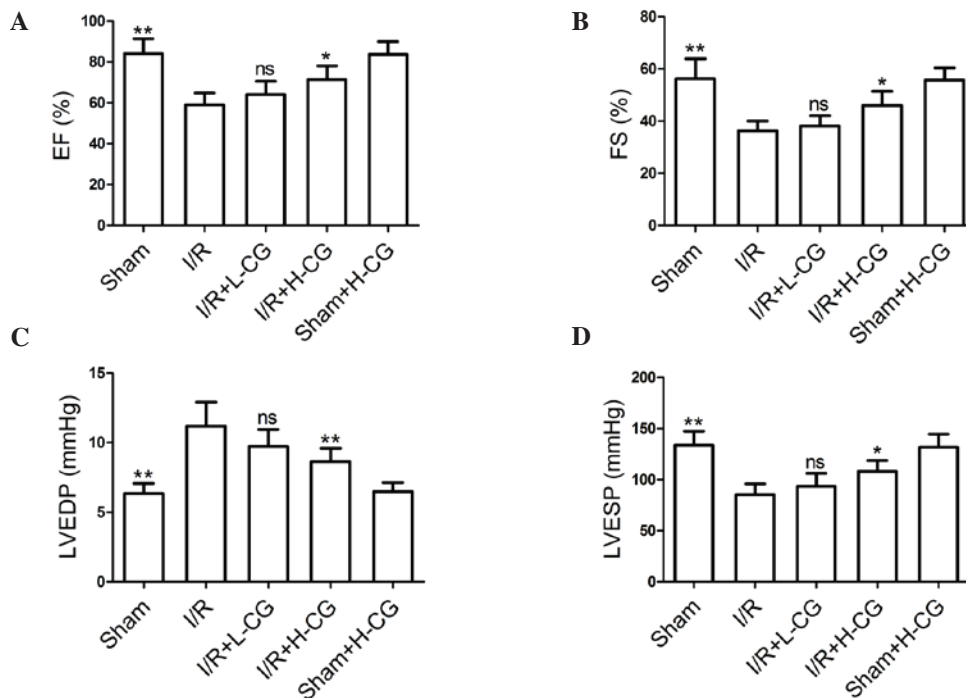 A
EF (%)
100
80
60
40
20
0
**
ns
*
Sham
I/R
I/R+L-CG
I/R+H-CG
Sham+H-CG
B
FS (%)
80
60
40
20
0
**
ns
*
Sham
I/R
I/R+L-CG
I/R+H-CG
Sham+H-CG
C
LVEDP (mmHg)
15
10
5
0
**
ns
**
Sham
I/R
I/R+L-CG
I/R+H-CG
Sham+H-CG
D
LVESP (mmHg)
200
150
100
50
0
**
ns
*
Sham
I/R
I/R+L-CG
I/R+H-CG
Sham+H-CG